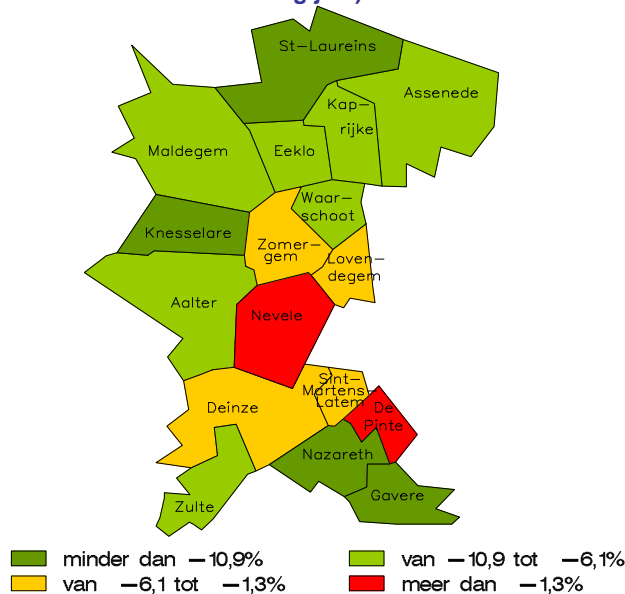 St-Laureins
Assenede
Kap-
rijke
Maldegem
Eeklo
Waar-
schoot
Knesselare
Zomer-
gem
Loven-
degem
Aalter
Nevele
Sint-
Martens-
Latem
Deinze
De
Pinte
Nazareth
Gavere
Zulte
minder dan -10,9%
van -10,9 tot -6,1%
van -6,1 tot -1,3%
meer dan -1,3%